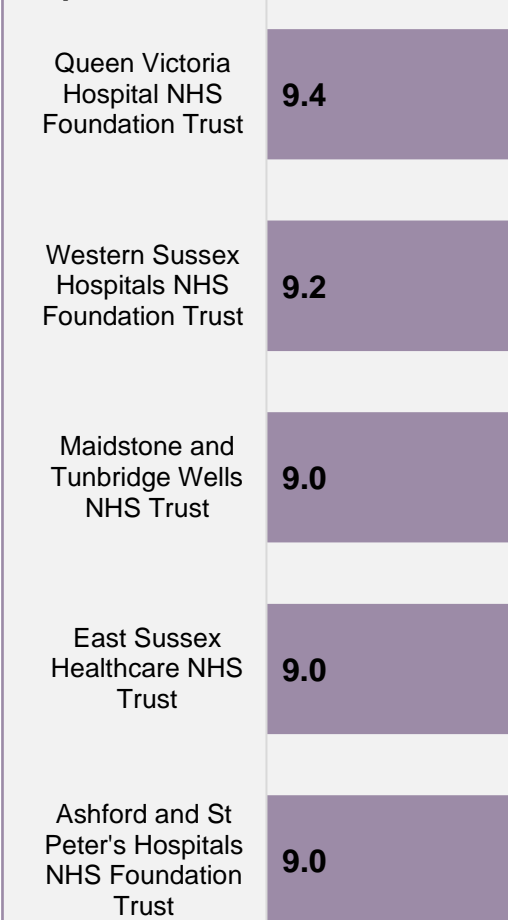 Queen Victoria
Hospital NHS
Foundation Trust
9.4
Western Sussex
Hospitals NHS
Foundation Trust
9.2
Maidstone and
Tunbridge Wells
NHS Trust
9.0
East Sussex
Healthcare NHS
Trust
9.0
Ashford and St
Peter's Hospitals
NHS Foundation
Trust
9.0